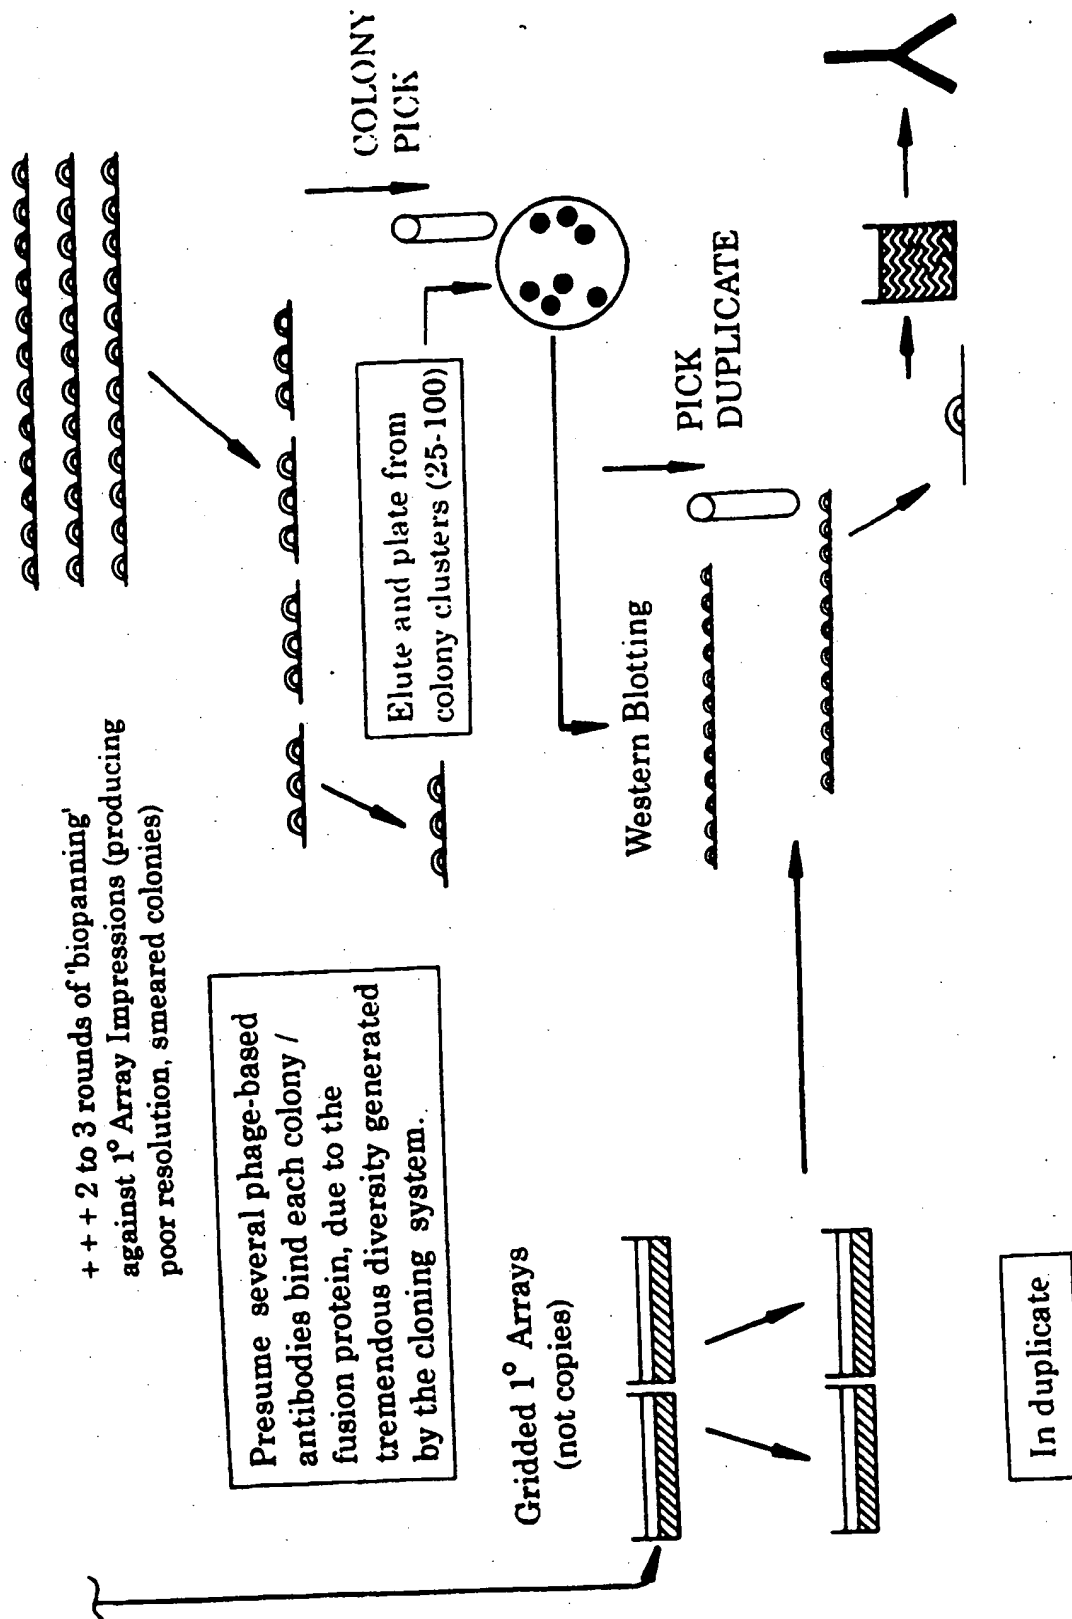 + + + 2 to 3 rounds of 'biopanning'
against 1° Array Impressions (producing
poor resolution, smeared colonies)
Presume several phage-based
antibodies bind each colony /
fusion protein, due to the
tremendous diversity generated
by the cloning system.
Elute and plate from
colony clusters (25-100)
COLONY
PICK
Gridded 1° Arrays
(not copies)
Western Blotting
PICK
DUPLICATE
In duplicate